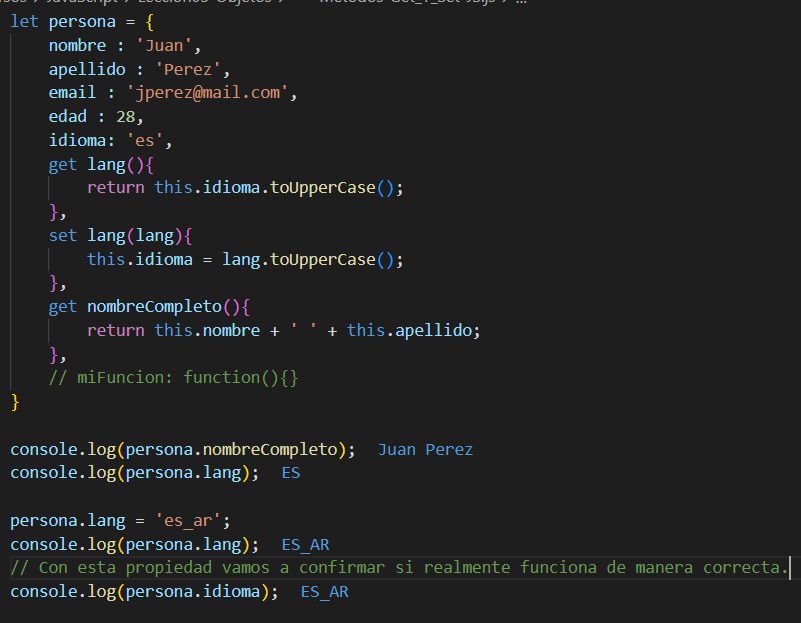 let persona = {
nombre : 'Juan',
apellido : 'Perez',
email : 'jperez@mail.com',
edad : 28,
idioma: 'es',
get lang(){
return this.idioma.toUpperCase();
},
set lang(lang){
this.idioma = lang.toUpperCase();
},
get nombreCompleto(){
return this.nombre + ' ' + this.apellido;
},
// miFuncion: function(){}
}
console.log(persona.nombreCompleto); Juan Perez
console.log(persona.lang); ES
persona.lang = 'es_ar';
console.log(persona.lang); ES_AR
// Con esta propiedad vamos a confirmar si realmente funciona de manera correcta.
console.log(persona.idioma); ES_AR